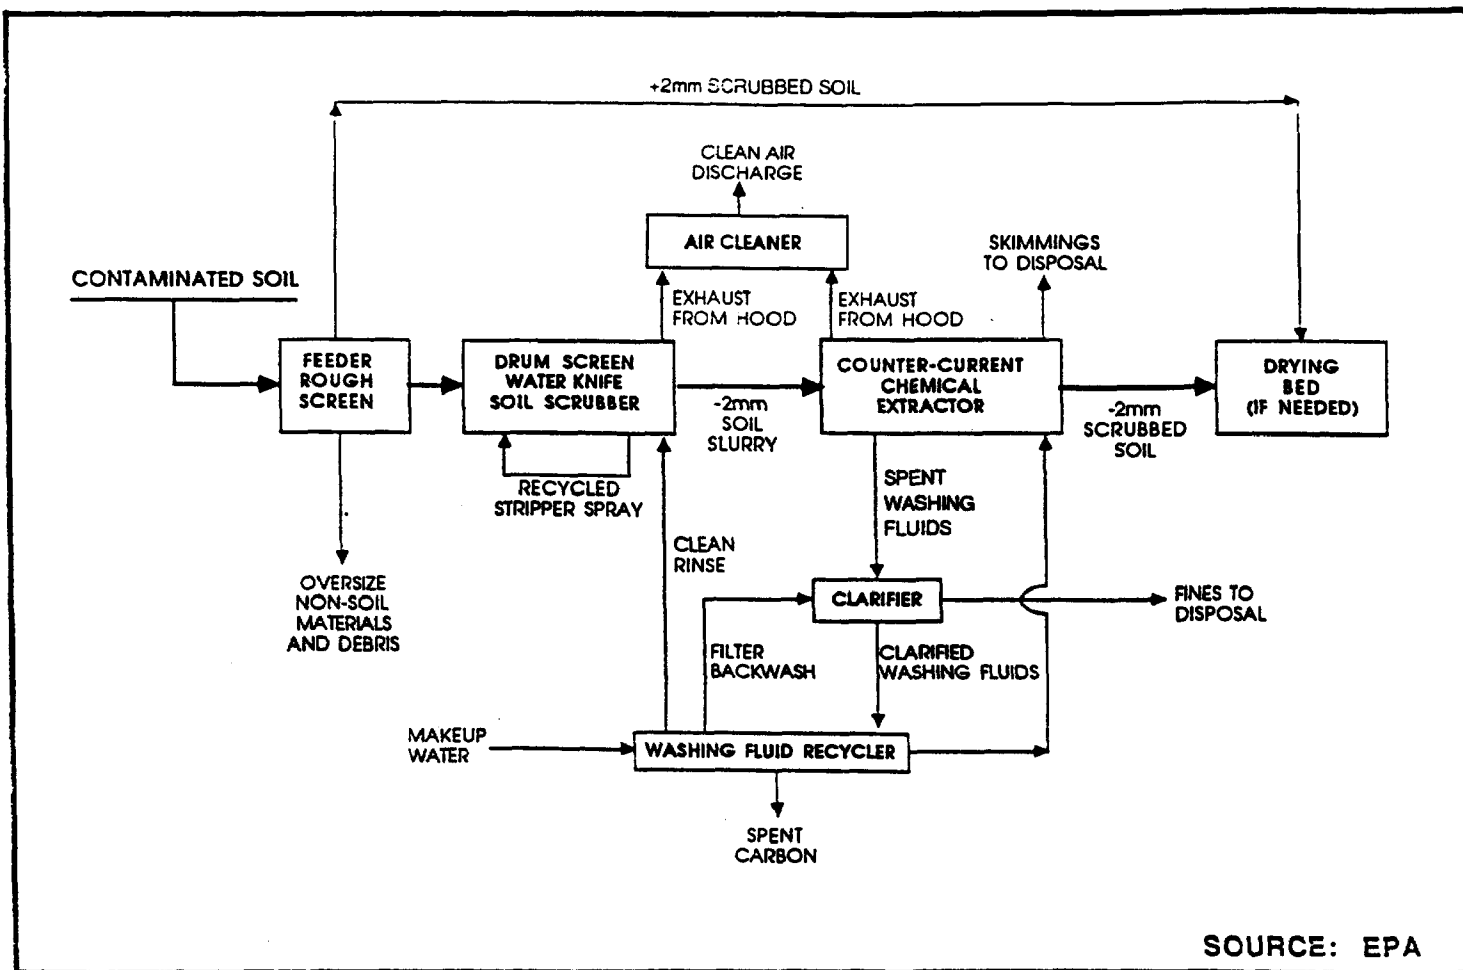 +2mm SCRUBBED SOIL
CLEAN AIR
DISCHARGE
AIR CLEANER
SKIMMINGS
TO DISPOSAL
CONTAMINATED SOIL
EXHAUST
FROM HOOD
EXHAUST
FROM HOOD
FEEDER
ROUGH
SCREEN
DRUM SCREEN
WATER KNIFE
SOIL SCRUBBER
-2mm
SOIL
SLURRY
COUNTER-CURRENT
CHEMICAL
EXTRACTOR
-2mm
SCRUBBED
SOIL
DRYING
BED
(IF NEEDED)
RECYCLED
STRIPPER SPRAY
SPENT
WASHING
FLUIDS
CLEAN
RINSE
OVERSIZE
NON-SOIL
MATERIALS
AND DEBRIS
CLARIFIER
FINES TO
DISPOSAL
FILTER
BACKWASH
CLARIFIED
WASHING FLUIDS
MAKEUP
WATER
WASHING FLUID RECYCLER
SPENT
CARBON
SOURCE: EPA